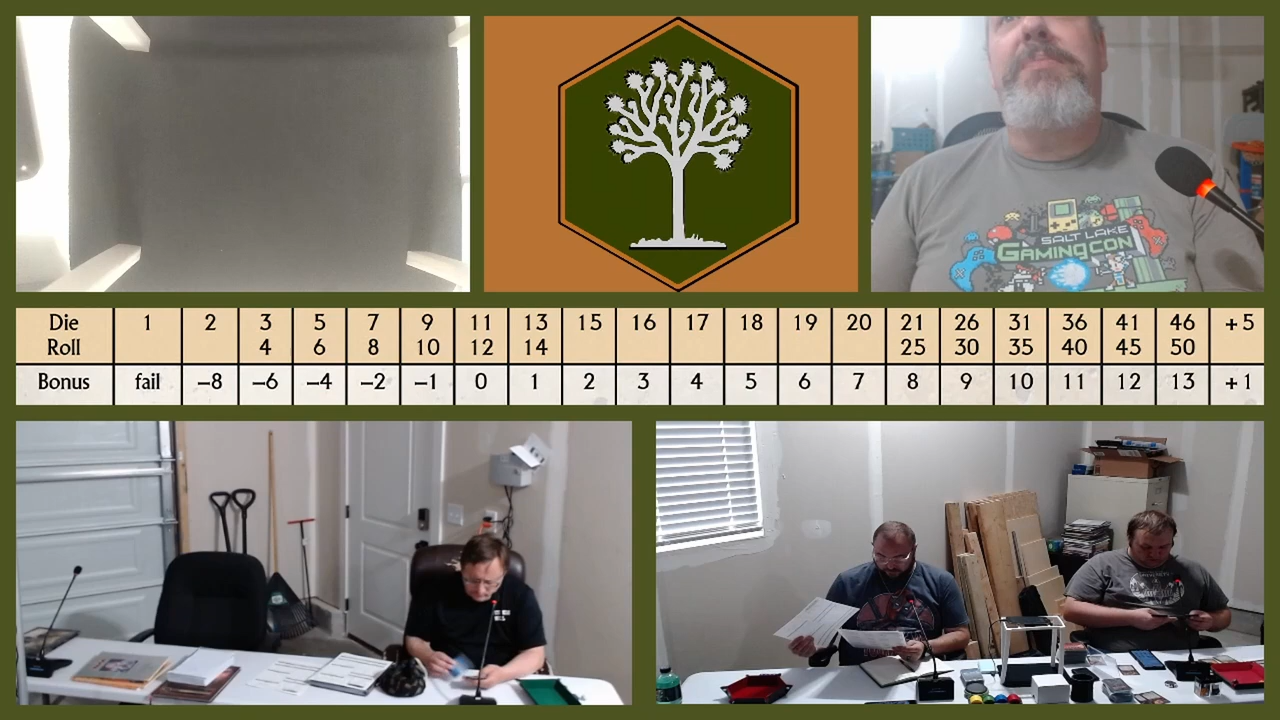 SALT LAKE
GAMINGCON
Die Roll 1 2 3 4 5 6 7 8 9 10 11 12 13 14 15 16 17 18 19 20 21 25 26 30 31 35 36 40 41 45 46 50 +5
Bonus fail –8 –6 –4 –2 –1 0 1 2 3 4 5 6 7 8 9 10 11 12 13 +1